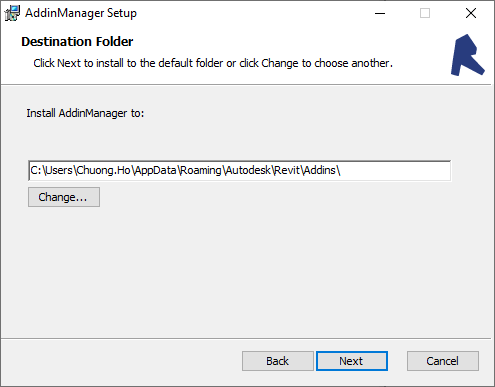 AddinManager Setup
Destination Folder
Click Next to install to the default folder or click Change to choose another.
Install AddinManager to:
C:\Users\Chuong.Ho\AppData\Roaming\Autodesk\Revit\Addins\
Change...
Back
Next
Cancel